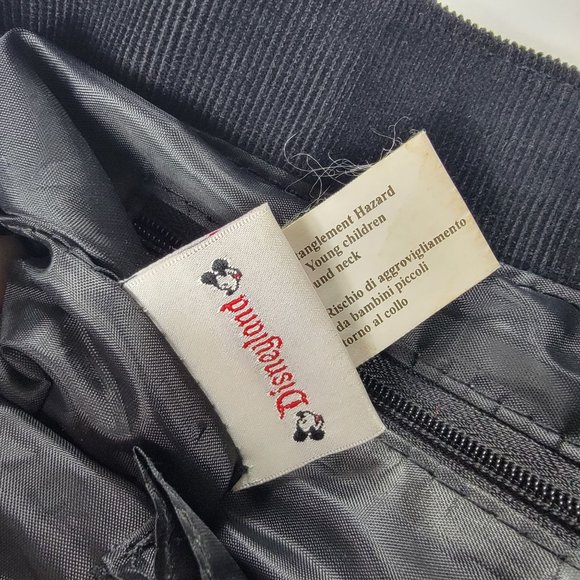 Disneyland
anglement Hazard
Young children
und neck
Rischio di aggrovigliamento
da bambini piccoli
torno al collo